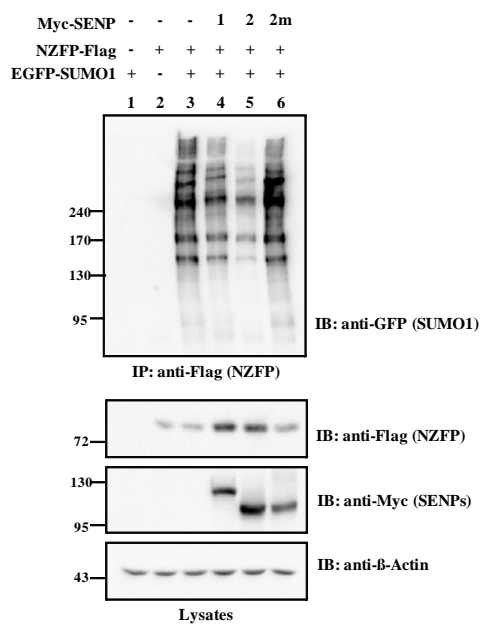 Myc-SENP - - - 1 2 2m
NZFP-Flag - + + + + +
EGFP-SUMO1 + - + + + +
1 2 3 4 5 6
240
170
130
95
IB: anti-GFP (SUMO1)
IP: anti-Flag (NZFP)
72
IB: anti-Flag (NZFP)
130
95
IB: anti-Myc (SENPs)
43
IB: anti-ß-Actin
Lysates